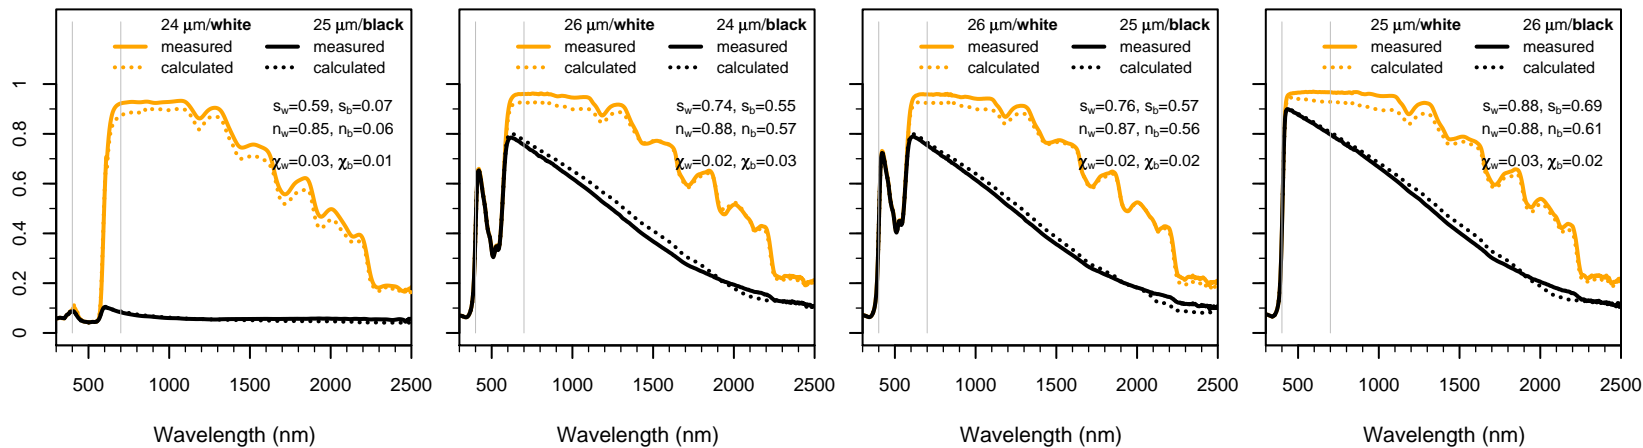 24 μm/white 25 μm/black
measured measured
calculated calculated
s_w=0.59, s_b=0.07
n_w=0.85, n_b=0.06
χ_w=0.03, χ_b=0.01
0 0.2 0.4 0.6 0.8 1
500 1000 1500 2000 2500
Wavelength (nm)
26 μm/white 24 μm/black
measured measured
calculated calculated
s_w=0.74, s_b=0.55
n_w=0.88, n_b=0.57
χ_w=0.02, χ_b=0.03
500 1000 1500 2000 2500
Wavelength (nm)
26 μm/white 25 μm/black
measured measured
calculated calculated
s_w=0.76, s_b=0.57
n_w=0.87, n_b=0.56
χ_w=0.02, χ_b=0.02
500 1000 1500 2000 2500
Wavelength (nm)
25 μm/white 26 μm/black
measured measured
calculated calculated
s_w=0.88, s_b=0.69
n_w=0.88, n_b=0.61
χ_w=0.03, χ_b=0.02
500 1000 1500 2000 2500
Wavelength (nm)